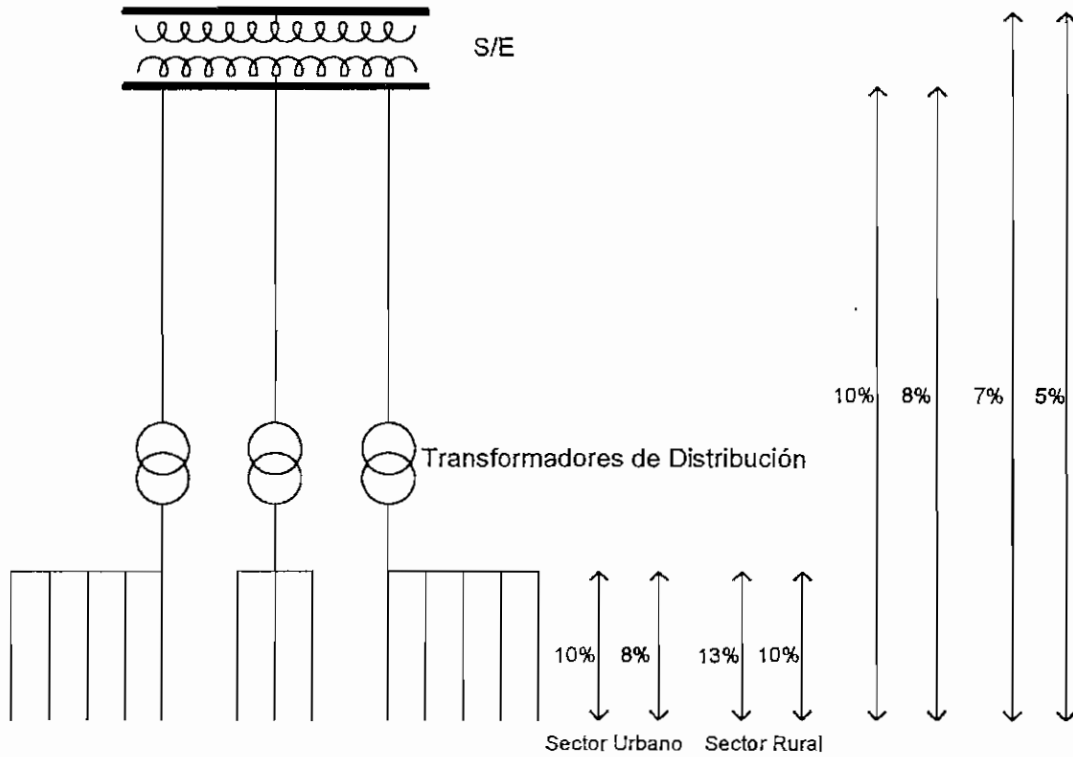 S/E
10% 8% 7% 5%
Transformadores de Distribución
10% 8% 13% 10%
Sector Urbano Sector Rural